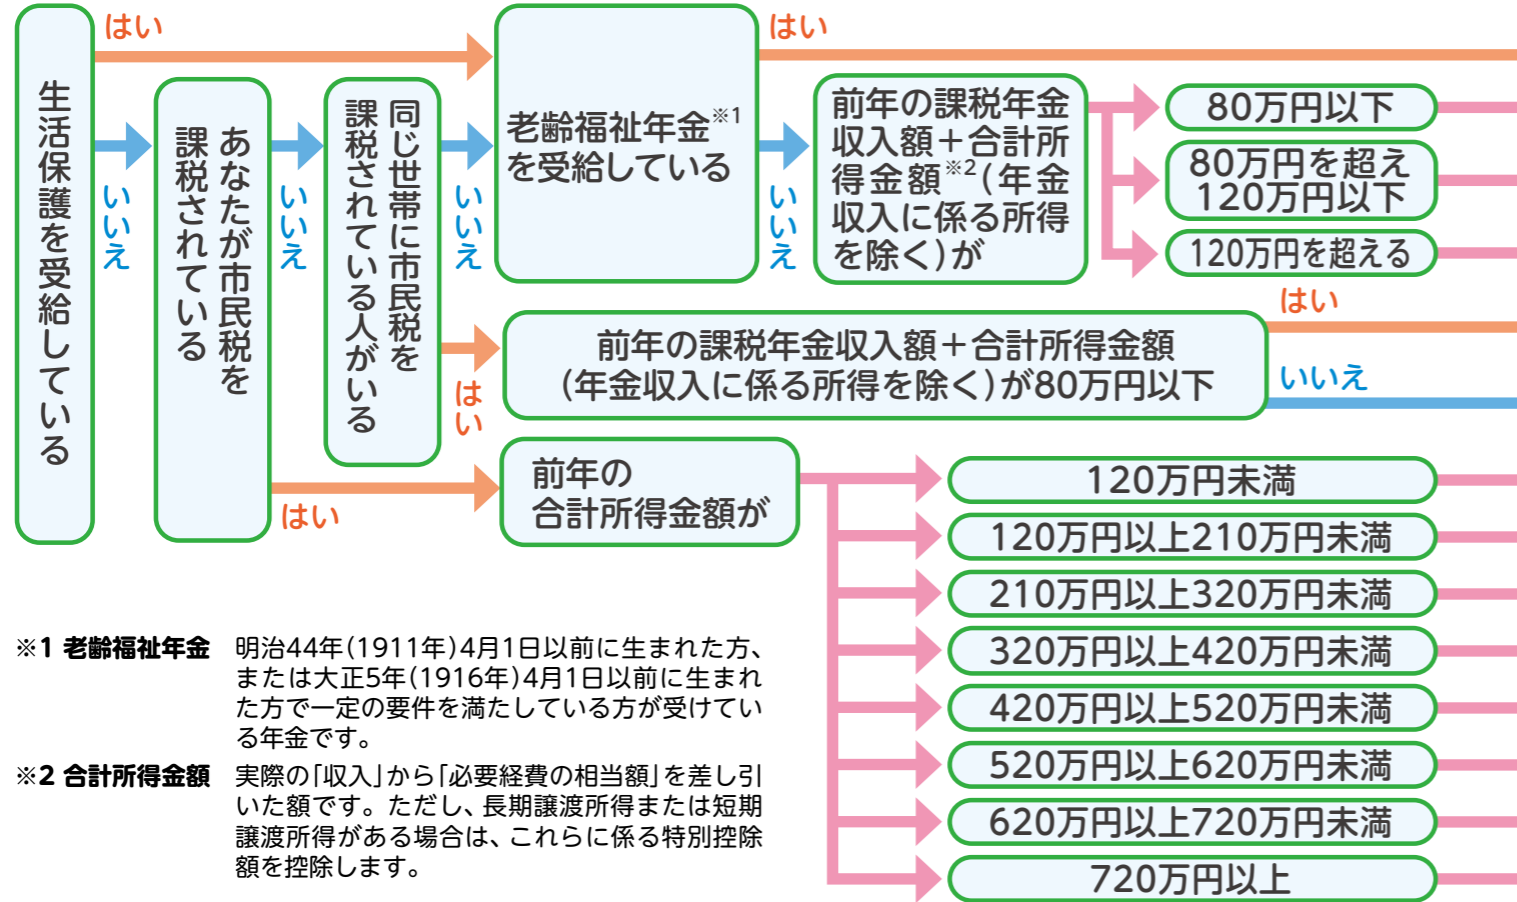 はい
はい
生活保護を受給している
いいえ
あなたが市民税を
課税されている
いいえ
同じ世帯に市民税を
課税されている人がいる
いいえ
老齢福祉年金※1
を受給している
いいえ
前年の課税年金
収入額＋合計所
得金額※2(年金
収入に係る所得
を除く)が
80万円以下
80万円を超え
120万円以下
120万円を超える
はい
前年の課税年金収入額＋合計所得金額
(年金収入に係る所得を除く)が80万円以下
はい
いいえ
はい
前年の
合計所得金額が
120万円未満
120万円以上210万円未満
210万円以上320万円未満
320万円以上420万円未満
420万円以上520万円未満
520万円以上620万円未満
620万円以上720万円未満
720万円以上
※1 老齢福祉年金 明治44年(1911年)4月1日以前に生まれた方、
または大正5年(1916年)4月1日以前に生まれ
た方で一定の要件を満たしている方が受けてい
る年金です。
※2 合計所得金額 実際の「収入」から「必要経費の相当額」を差し引
いた額です。ただし、長期譲渡所得または短期
譲渡所得がある場合は、これらに係る特別控除
額を控除します。